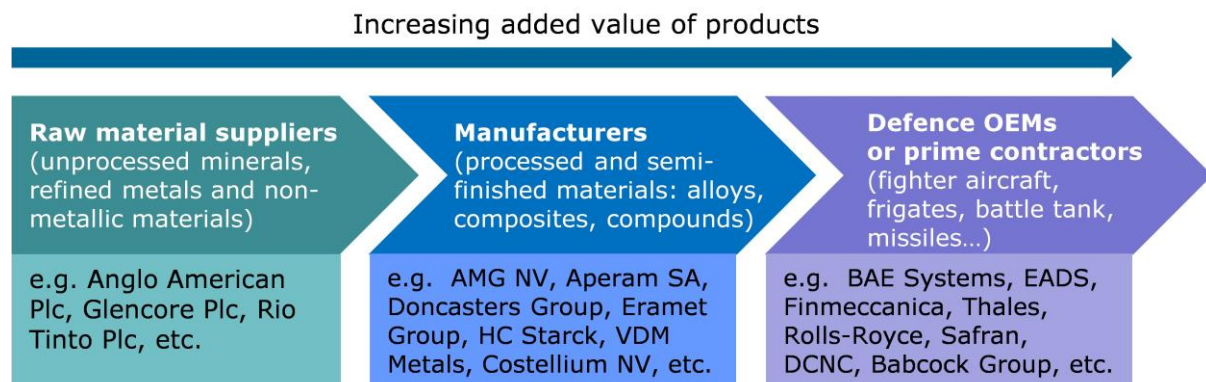 Increasing added value of products
Raw material suppliers
(unprocessed minerals,
refined metals and non-
metallic materials)
e.g. Anglo American
Plc, Glencore Plc, Rio
Tinto Plc, etc.
Manufacturers
(processed and semi-
finished materials: alloys,
composites, compounds)
e.g. AMG NV, Aperam SA,
Doncasters Group, Eramet
Group, HC Starck, VDM
Metals, Costellium NV, etc.
Defence OEMs
or prime contractors
(fighter aircraft,
frigates, battle tank,
missiles...)
e.g. BAE Systems, EADS,
Finmeccanica, Thales,
Rolls-Royce, Safran,
DCNC, Babcock Group, etc.